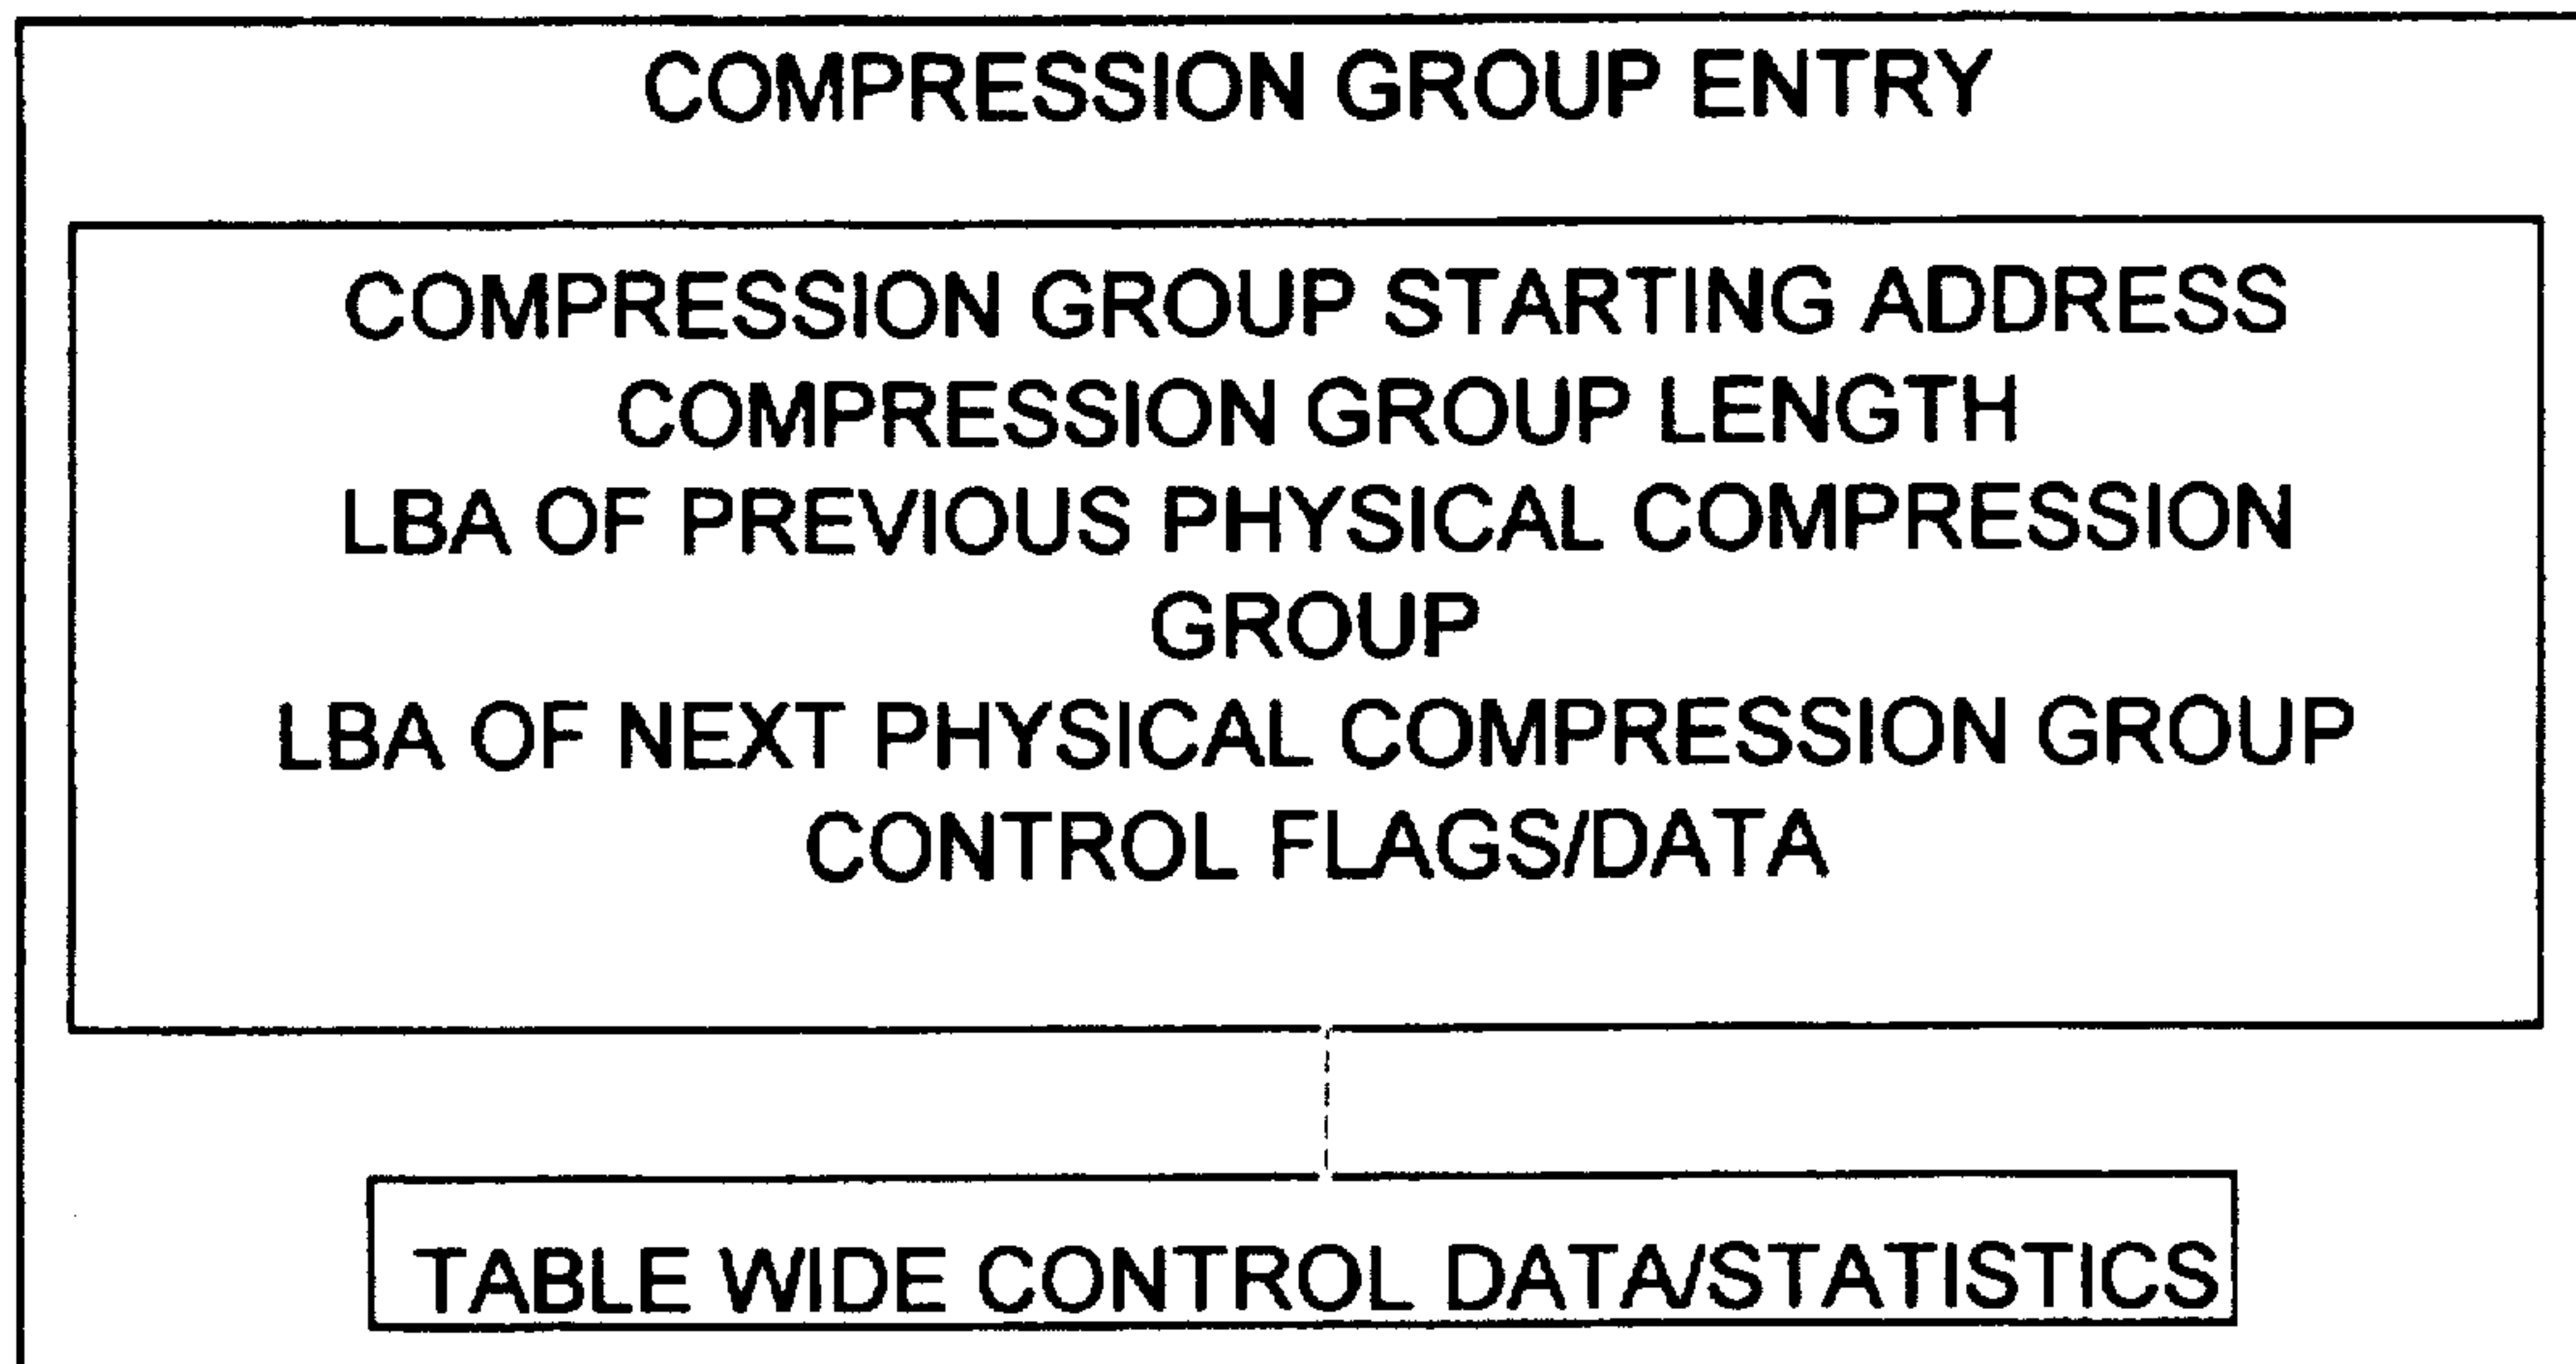 COMPRESSION GROUP ENTRY
COMPRESSION GROUP STARTING ADDRESS
COMPRESSION GROUP LENGTH
LBA OF PREVIOUS PHYSICAL COMPRESSION
GROUP
LBA OF NEXT PHYSICAL COMPRESSION GROUP
CONTROL FLAGS/DATA
TABLE WIDE CONTROL DATA/STATISTICS